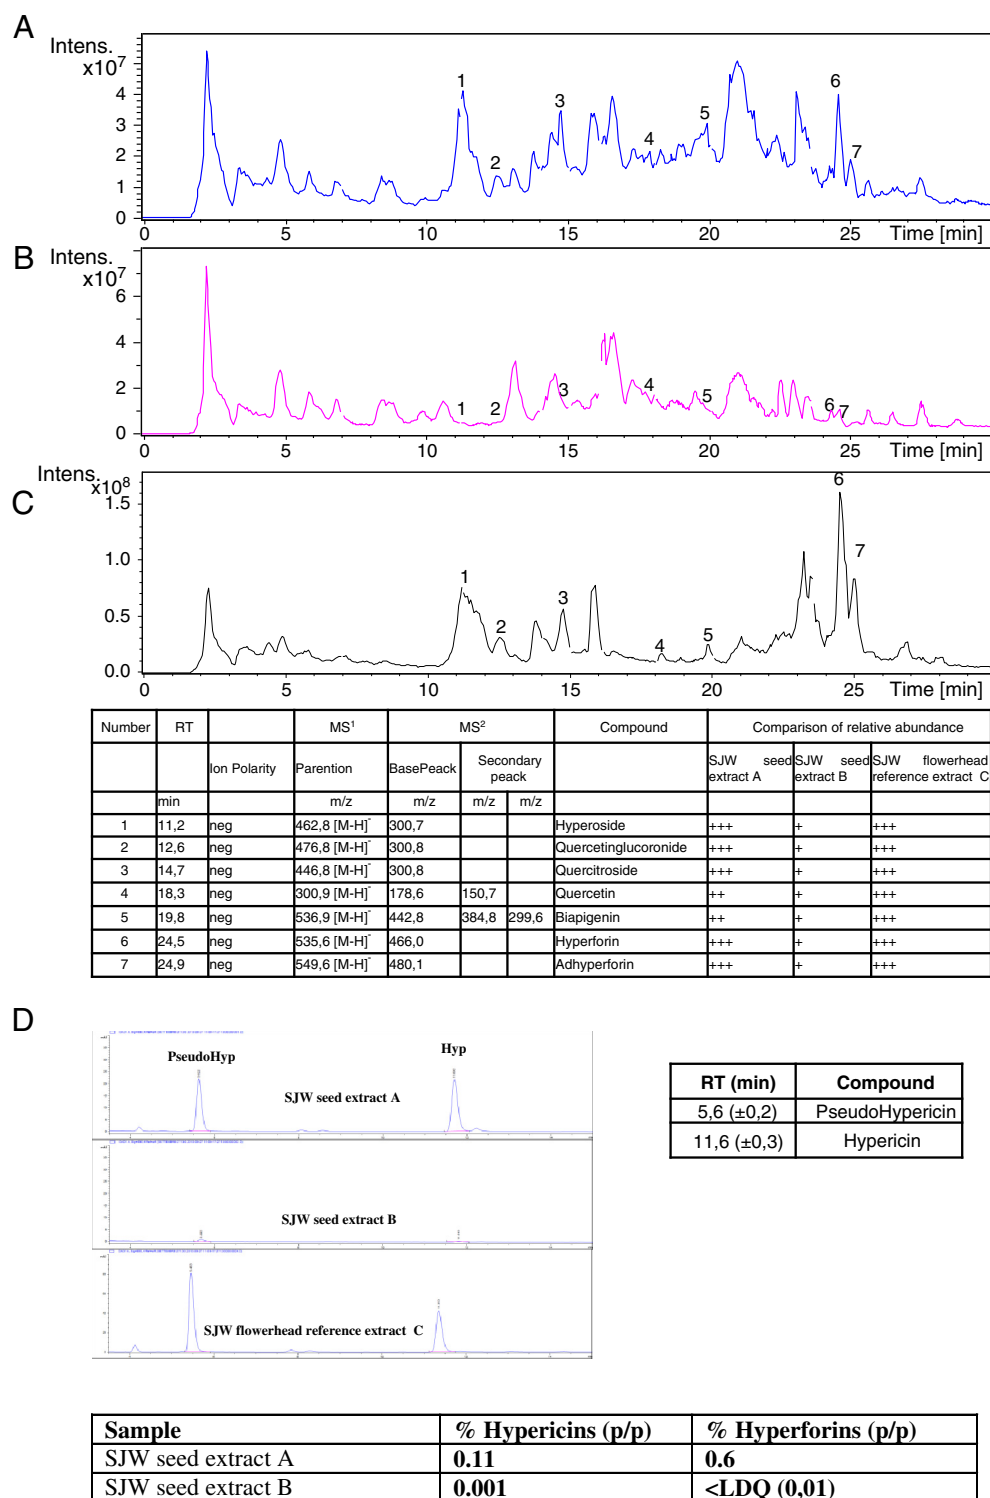 A
Intens.
x10⁷
4
3
2
1
0
1
2
3
4
5
6
7
0 5 10 15 20 25 Time [min]
B
Intens.
x10⁷
6
4
2
0
1
2
3
4
5
6
7
0 5 10 15 20 25 Time [min]
C
Intens.
x10⁸
1.5
1.0
0.5
0.0
1
2
3
4
5
6
7
0 5 10 15 20 25 Time [min]
Number RT MS¹ MS² Compound Comparison of relative abundance
Ion Polarity Parention BasePeack Secondary peack SJW seed extract A SJW seed extract B SJW flowerhead reference extract C
min m/z m/z m/z m/z
1 11,2 neg 462,8 [M-H]⁻ 300,7 Hyperoside +++ + +++
2 12,6 neg 476,8 [M-H]⁻ 300,8 Quercetinglucoronide +++ + +++
3 14,7 neg 446,8 [M-H]⁻ 300,8 Quercitroside +++ + +++
4 18,3 neg 300,9 [M-H]⁻ 178,6 150,7 Quercetin ++ + ++
5 19,8 neg 536,9 [M-H]⁻ 442,8 384,8 299,6 Biapigenin ++ + +++
6 24,5 neg 535,6 [M-H]⁻ 466,0 Hyperforin +++ + +++
7 24,9 neg 549,6 [M-H]⁻ 480,1 Adhyperforin +++ + +++
D
PseudoHyp
Hyp
SJW seed extract A
SJW seed extract B
SJW flowerhead reference extract C
RT (min) Compound
5,6 (±0,2) PseudoHypericin
11,6 (±0,3) Hypericin
Sample % Hypericins (p/p) % Hyperforins (p/p)
SJW seed extract A 0.11 0.6
SJW seed extract B 0.001 <LDQ (0,01)